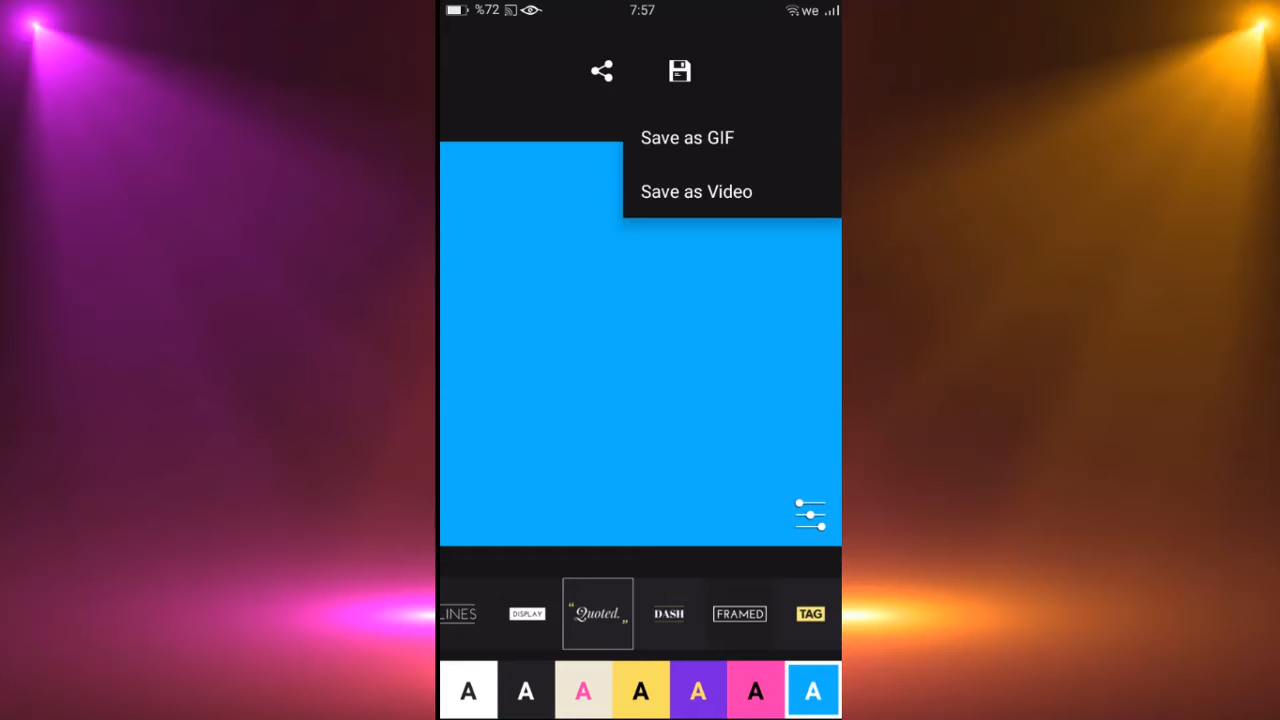 %72 7:57 we
Save as GIF
Save as Video
LINES DISPLAY “Quoted.„ DASH FRAMED TAG
A A A A A A A